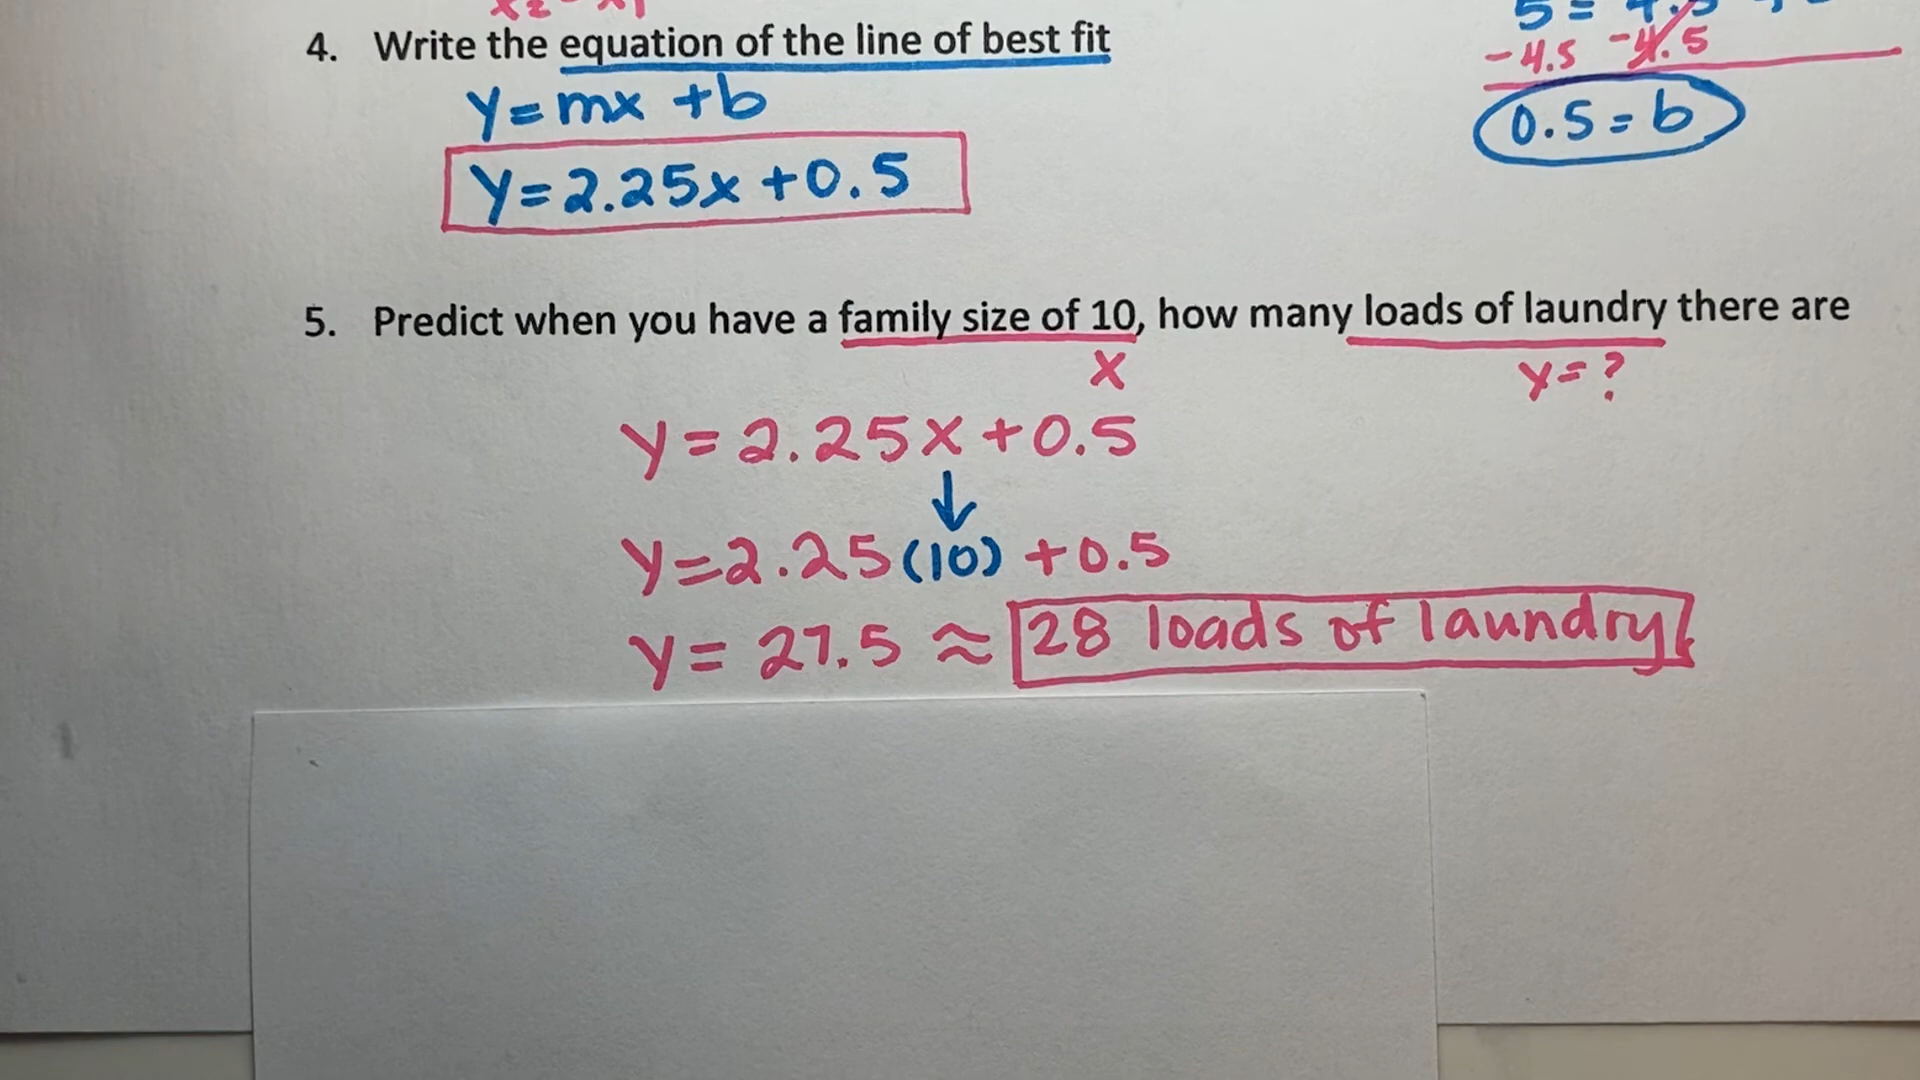 4. Write the equation of the line of best fit
y=mx +b
y=2.25x+0.5
-4.5 -4.5
0.5=b
5. Predict when you have a family size of 10, how many loads of laundry there are
x
y=?
y=2.25x+0.5
y=2.25(10)+0.5
y=27.5≈28 loads of laundry